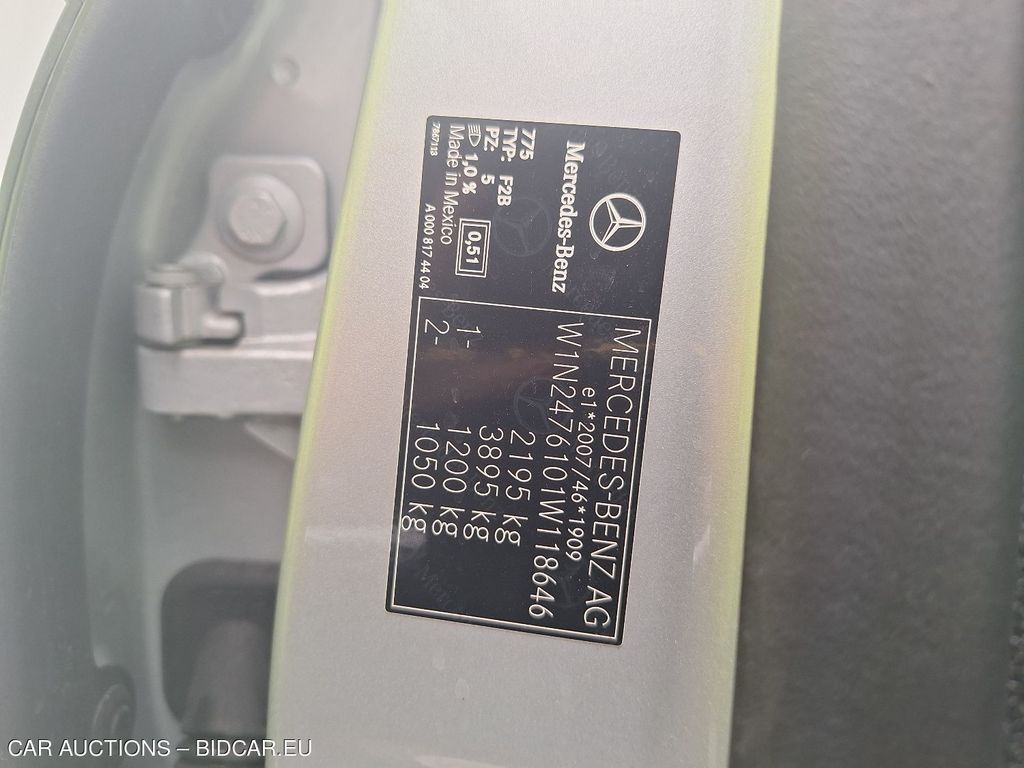 Mercedes-Benz
775
TYP: F2B
PZ: 5
1,0 %
0,51
Made in Mexico
A 000 817 44 04
MERCEDES-BENZ AG
e1*2007/46*1909
W1N2476101W118646
2195 kg
3895 kg
1- 1200 kg
2- 1050 kg
CAR AUCTIONS – BIDCAR.EU